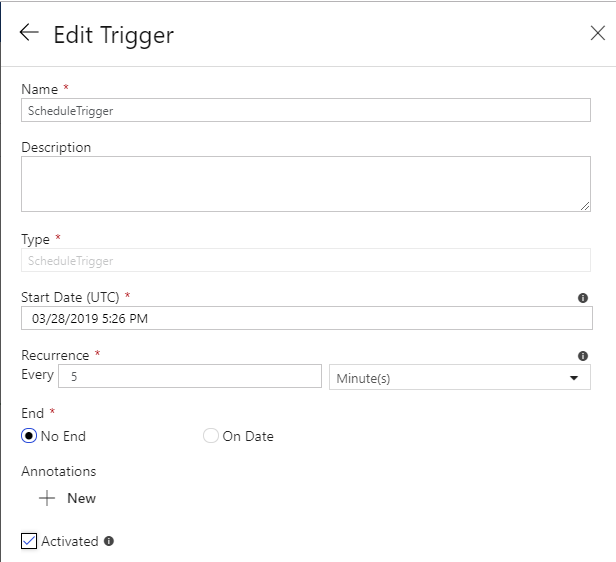 Edit Trigger
Name *
ScheduleTrigger
Description
Type *
ScheduleTrigger
Start Date (UTC) *
03/28/2019 5:26 PM
Recurrence *
Every 5 Minute(s)
End *
No End On Date
Annotations
New
Activated